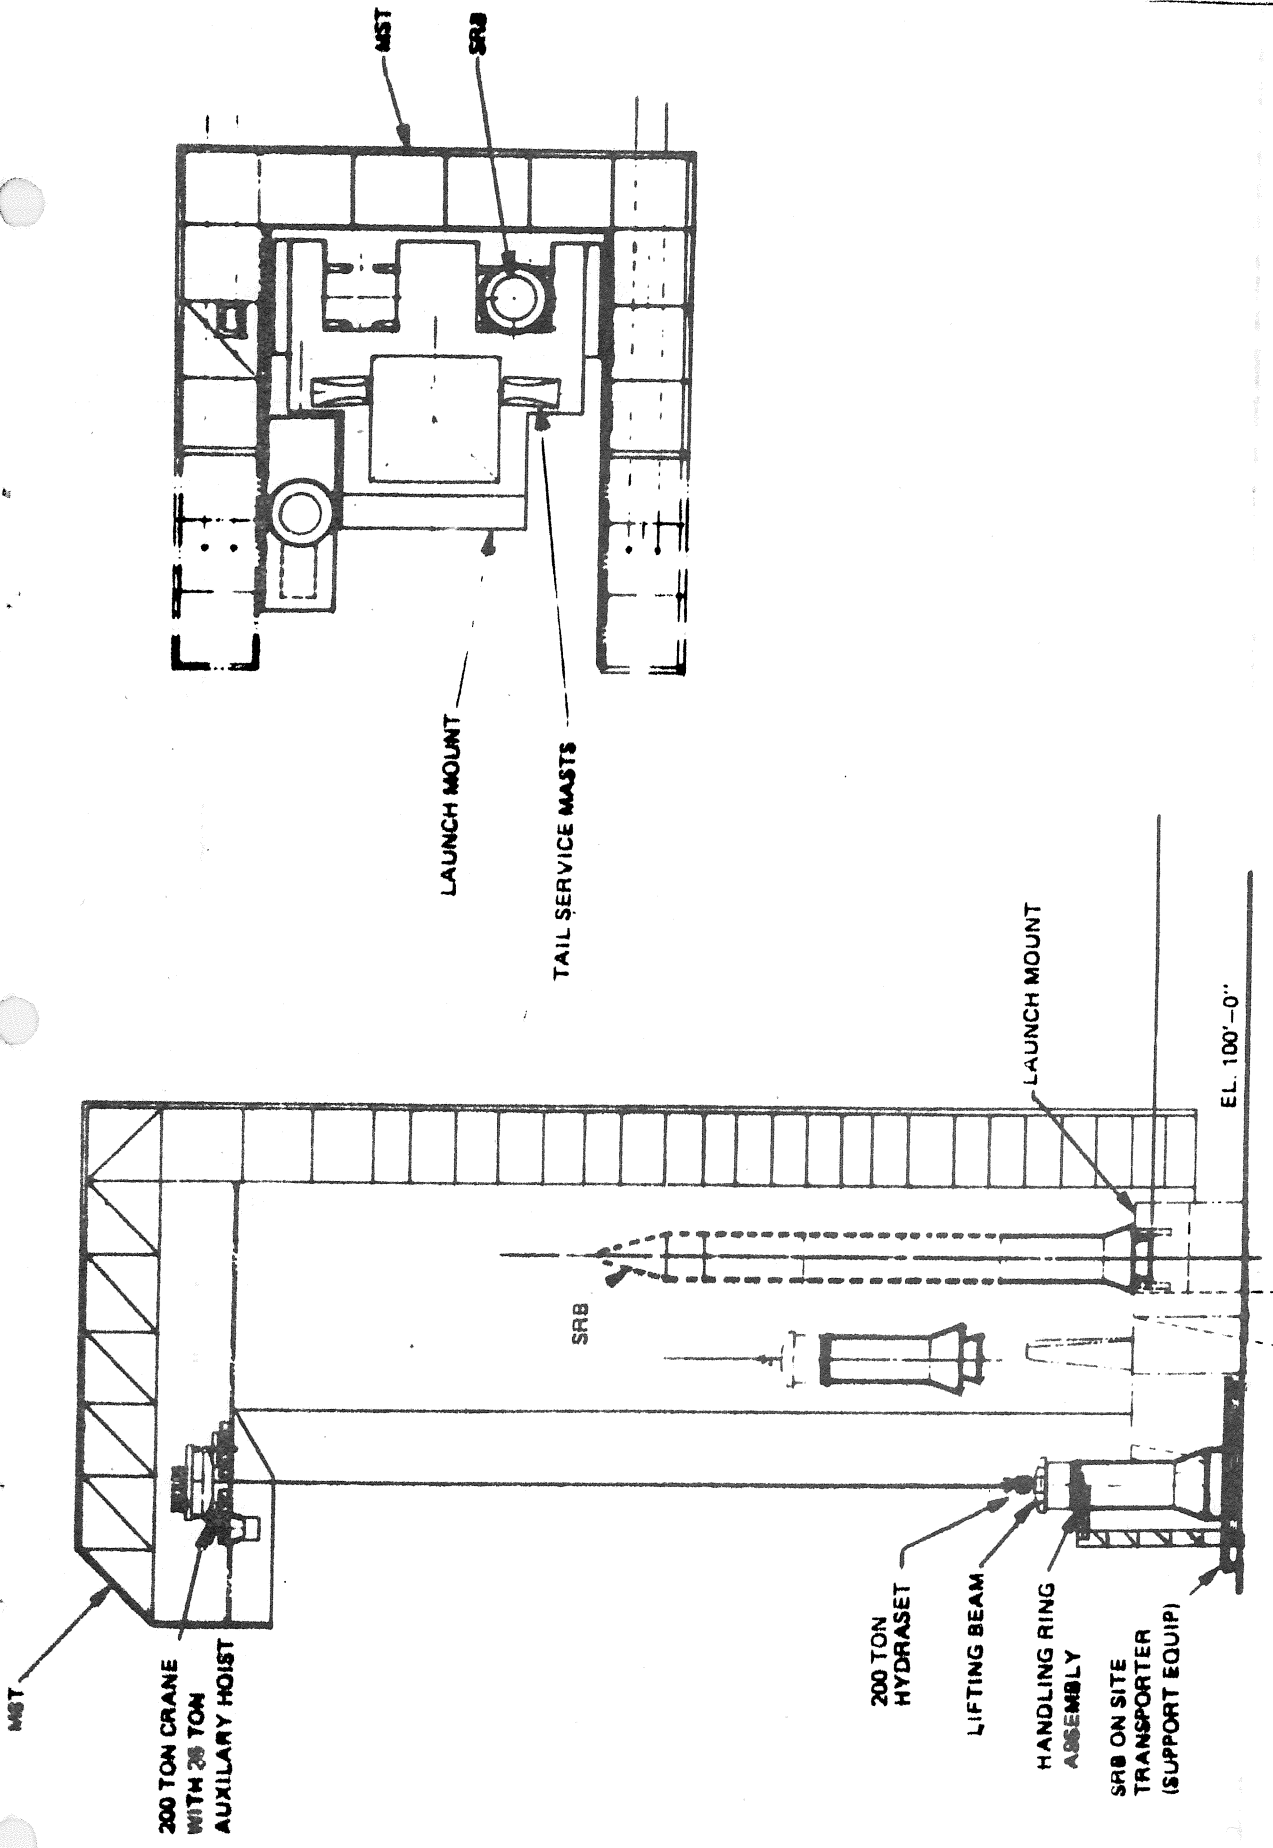 MST
200 TON CRANE
WITH 25 TON
AUXILARY HOIST
SRB
200 TON
HYDRASET
LIFTING BEAM
HANDLING RING
ASSEMBLY
SRB ON SITE
TRANSPORTER
(SUPPORT EQUIP)
LAUNCH MOUNT
EL. 100'-0"
MST
SRB
LAUNCH MOUNT
TAIL SERVICE MASTS